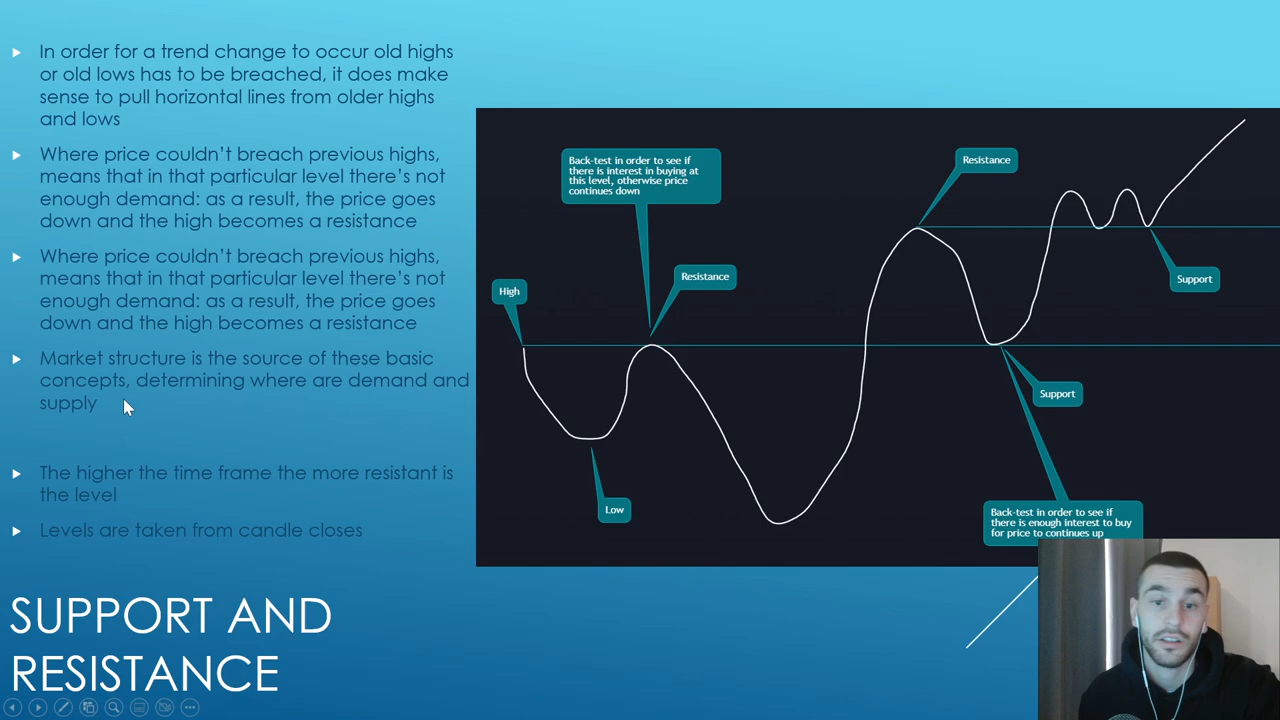 In order for a trend change to occur old highs
or old lows has to be breached, it does make
sense to pull horizontal lines from older highs
and lows
Where price couldn't breach previous highs,
means that in that particular level there's not
enough demand: as a result, the price goes
down and the high becomes a resistance
Where price couldn't breach previous highs,
means that in that particular level there's not
enough demand: as a result, the price goes
down and the high becomes a resistance
Market structure is the source of these basic
concepts, determining where are demand and
supply
The higher the time frame the more resistant is
the level
Levels are taken from candle closes
SUPPORT AND
RESISTANCE
Back-test in order to see if
there is interest in buying at
this level, otherwise price
continues down
Resistance
High
Resistance
Low
Support
Support
Back-test in order to see if
there is enough interest to buy
for price to continues up